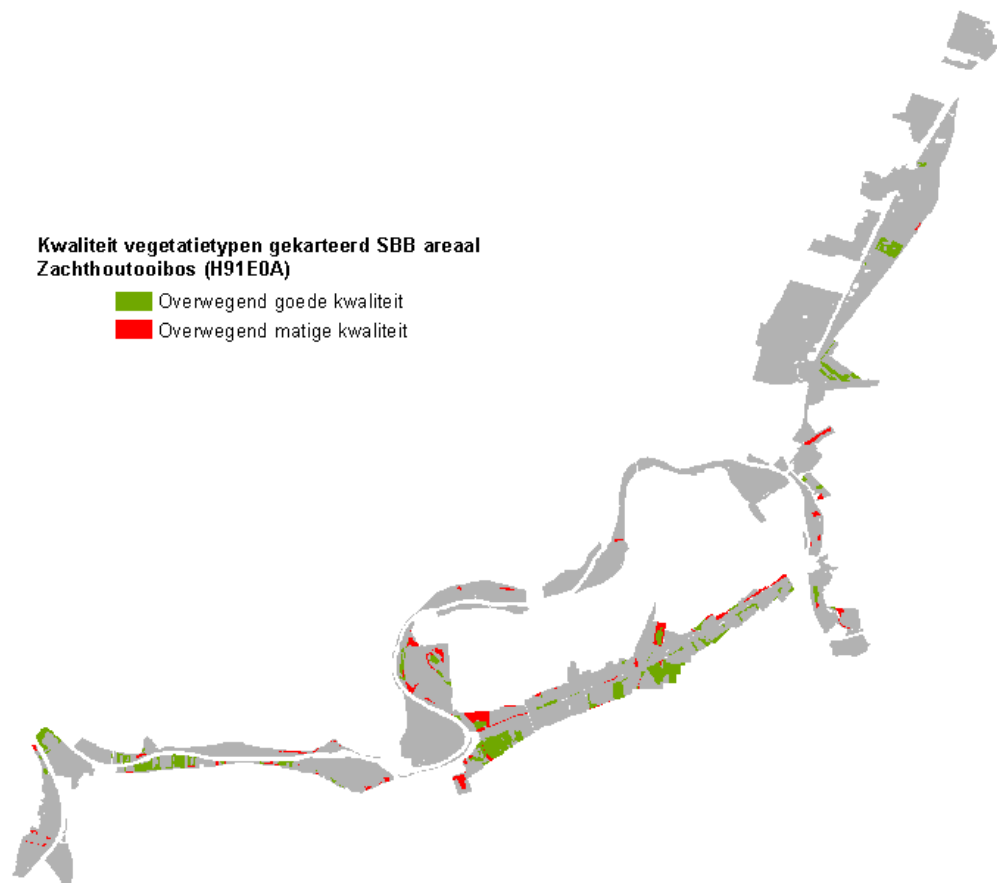 Kwaliteit vegetatietypen gekarteerd SBB areaal
Zachthoutooibos (H91E0A)
Overwegend goede kwaliteit
Overwegend matige kwaliteit